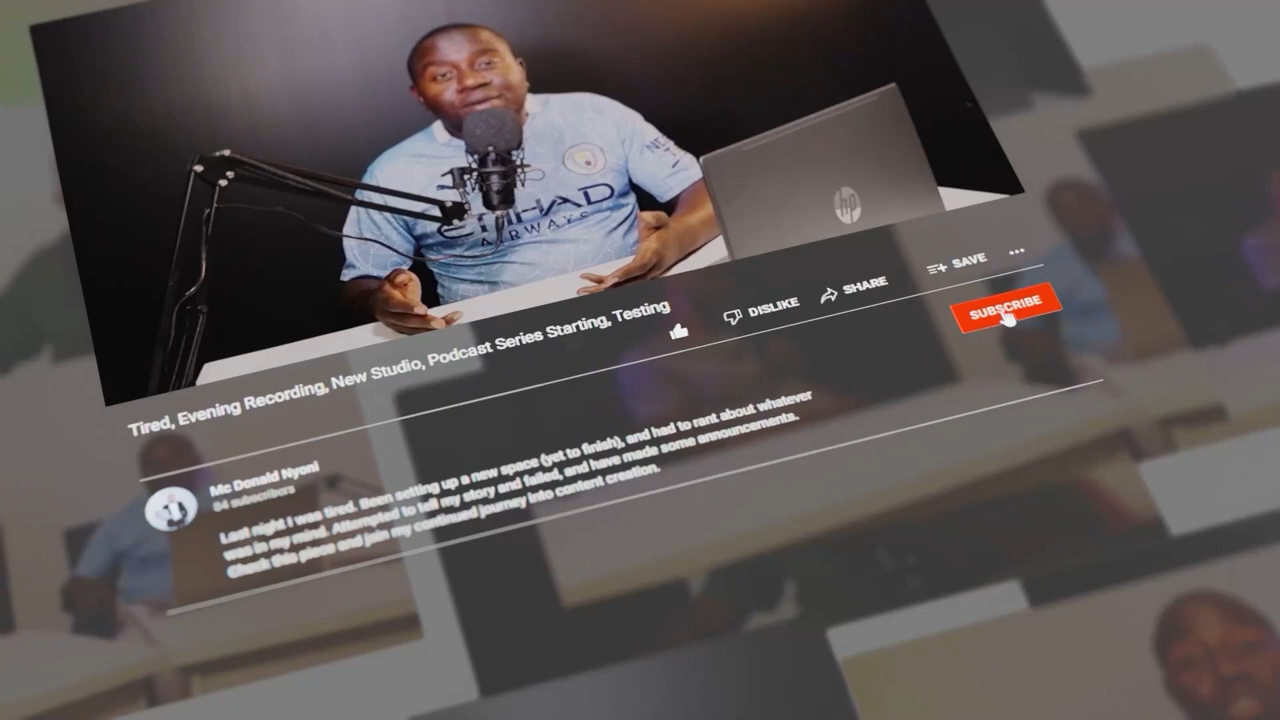 NE
ETIHAD
AIRWAYS
hp
Tired, Evening Recording, New Studio, Podcast Series Starting, Testing
DISLIKE
SHARE
SAVE
SUBSCRIBE
Mc Donald Nyoni
84 subscribers
Last night I was tired. Been setting up a new space (yet to finish), and had to rant about whatever
was in my mind. Attempted to tell my story and failed, and have made some announcements.
Check this piece and join my continued journey into content creation.